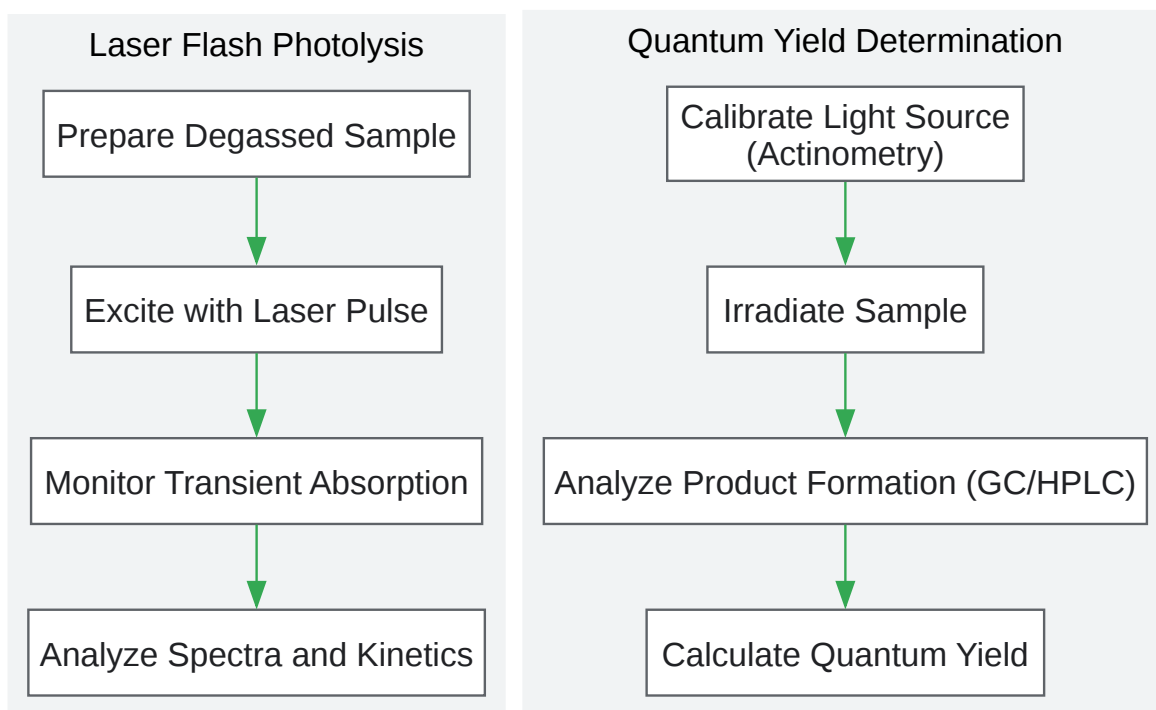 Laser Flash Photolysis
Prepare Degassed Sample
Excite with Laser Pulse
Monitor Transient Absorption
Analyze Spectra and Kinetics
Quantum Yield Determination
Calibrate Light Source
(Actinometry)
Irradiate Sample
Analyze Product Formation (GC/HPLC)
Calculate Quantum Yield